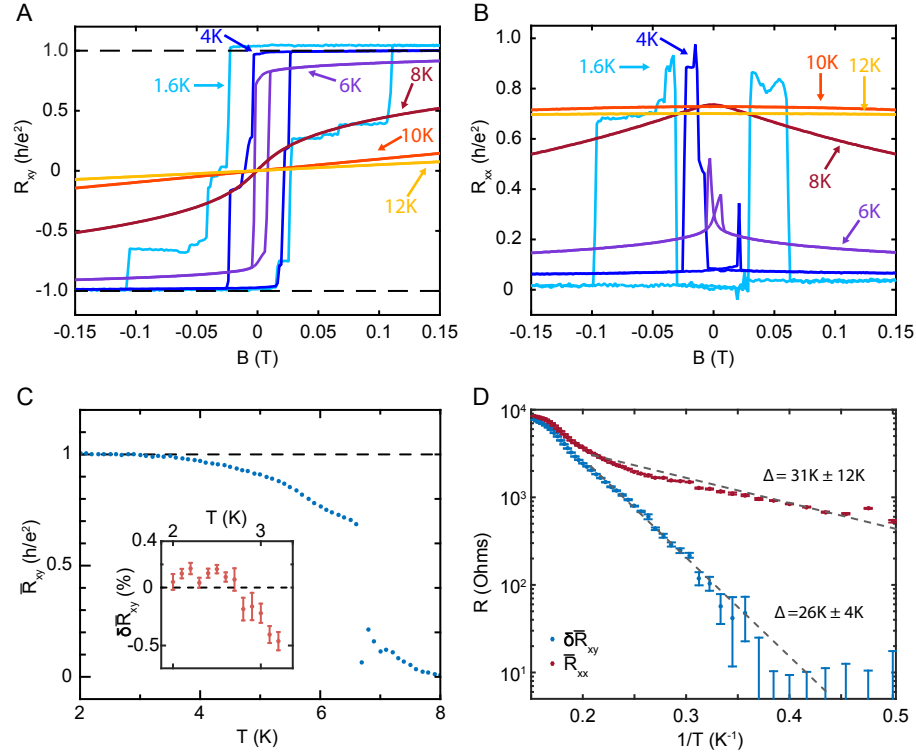 A
1.0
0.5
0
-0.5
-1.0
R_xy (h/e²)
4K
1.6K
6K
8K
10K
12K
-0.15 -0.1 -0.05 0 0.05 0.1 0.15
B (T)
B
1.0
0.8
0.6
0.4
0.2
0
R_xx (h/e²)
4K
1.6K
10K
12K
8K
6K
-0.15 -0.1 -0.05 0 0.05 0.1 0.15
B (T)
C
1
0.5
0
R̅_xy (h/e²)
T (K)
2 3
0.4
0
-0.5
δR̅_xy (%)
2 4 6 8
T (K)
D
10⁴
10³
10²
10¹
R (Ohms)
Δ = 31K ± 12K
Δ=26K ± 4K
δR̅_xy
R̅_xx
0.2 0.3 0.4 0.5
1/T (K⁻¹)